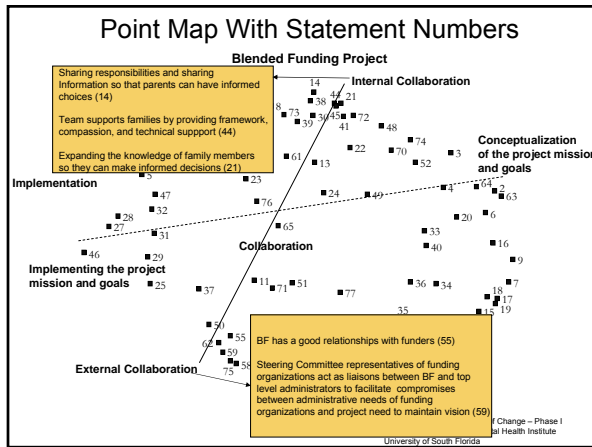 Point Map With Statement Numbers
Blended Funding Project
Sharing responsibilities and sharing
Information so that parents can have informed
choices (14)
Team supports families by providing framework,
compassion, and technical suppport (44)
Expanding the knowledge of family members
so they can make informed decisions (21)
Internal Collaboration
14
44
21
38
8
73
39
30
45
41
72
48
74
3
Conceptualization
of the project mission
and goals
22
70
52
61
13
Implementation
5
23
47
24
49
4
64
2
63
76
32
28
27
31
65
20
6
33
Collaboration
40
16
46
29
9
Implementing the project
mission and goals
25
37
11
71
51
77
36
34
7
18
17
15
19
35
50
55
62
59
75
58
External Collaboration
BF has a good relationships with funders (55)
Steering Committee representatives of funding
organizations act as liaisons between BF and top
level administrators to facilitate compromises
between administrative needs of funding
organizations and project need to maintain vision (59)
of Change – Phase I
tal Health Institute
University of South Florida